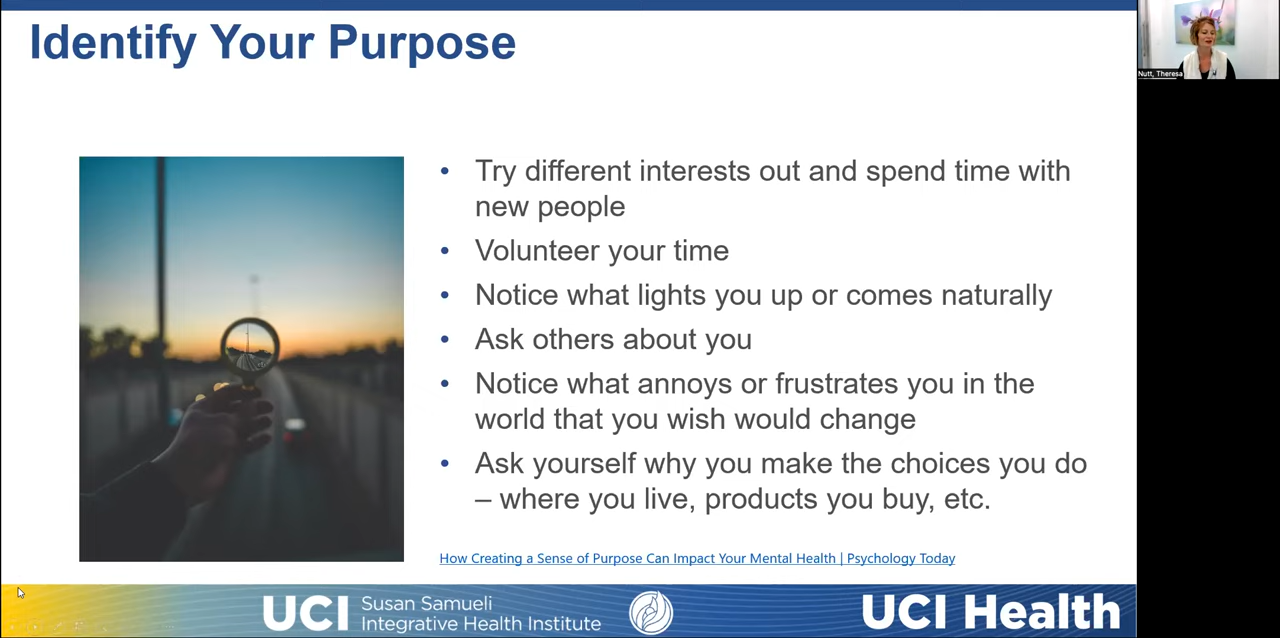 Identify Your Purpose
Nutt, Theresa
• Try different interests out and spend time with
new people
• Volunteer your time
• Notice what lights you up or comes naturally
• Ask others about you
• Notice what annoys or frustrates you in the
world that you wish would change
• Ask yourself why you make the choices you do
– where you live, products you buy, etc.
How Creating a Sense of Purpose Can Impact Your Mental Health | Psychology Today
UCI Susan Samueli
Integrative Health Institute
UCI Health